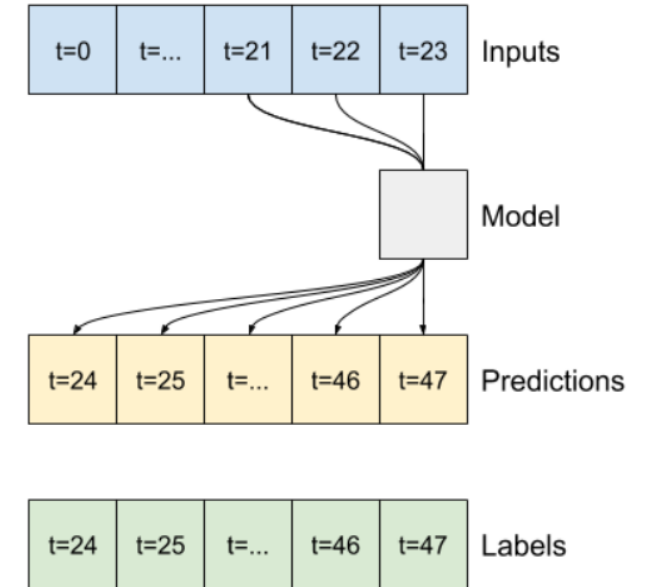 t=0 t=... t=21 t=22 t=23 Inputs
Model
t=24 t=25 t=... t=46 t=47 Predictions
t=24 t=25 t=... t=46 t=47 Labels